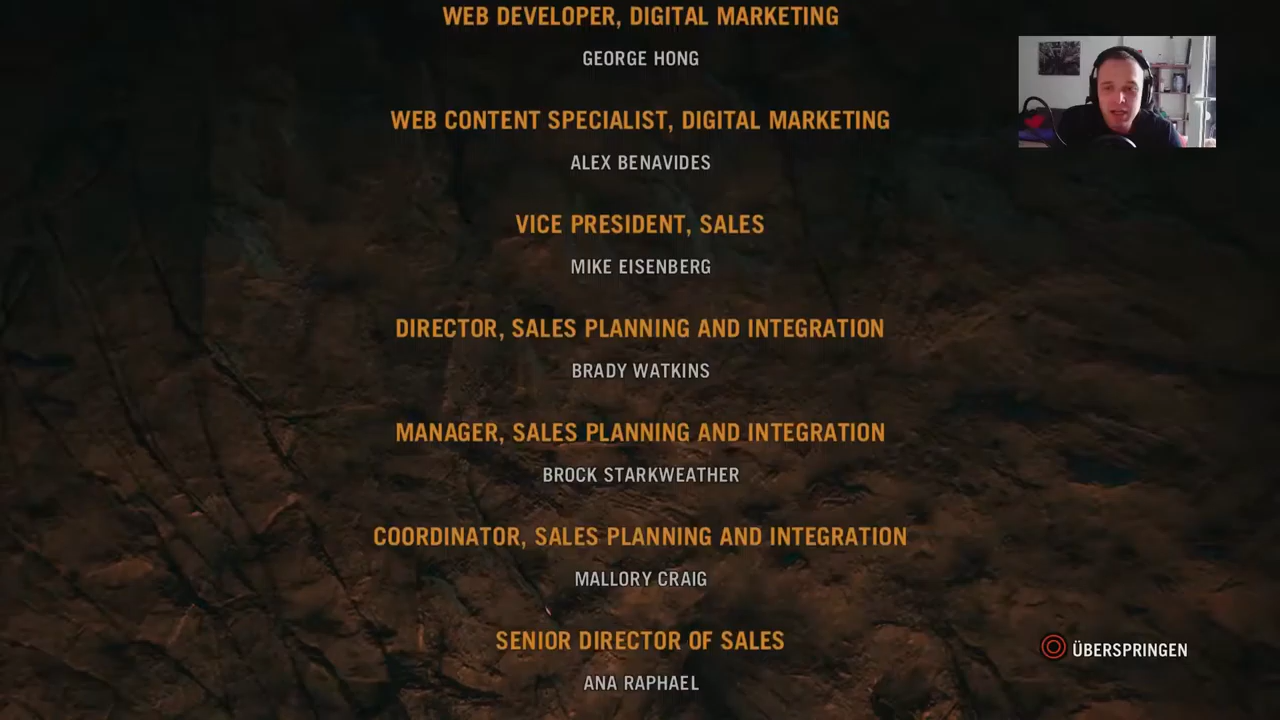 WEB DEVELOPER, DIGITAL MARKETING
GEORGE HONG
WEB CONTENT SPECIALIST, DIGITAL MARKETING
ALEX BENAVIDES
VICE PRESIDENT, SALES
MIKE EISENBERG
DIRECTOR, SALES PLANNING AND INTEGRATION
BRADY WATKINS
MANAGER, SALES PLANNING AND INTEGRATION
BROCK STARKWEATHER
COORDINATOR, SALES PLANNING AND INTEGRATION
MALLORY CRAIG
SENIOR DIRECTOR OF SALES
ÜBERSPRINGEN
ANA RAPHAEL